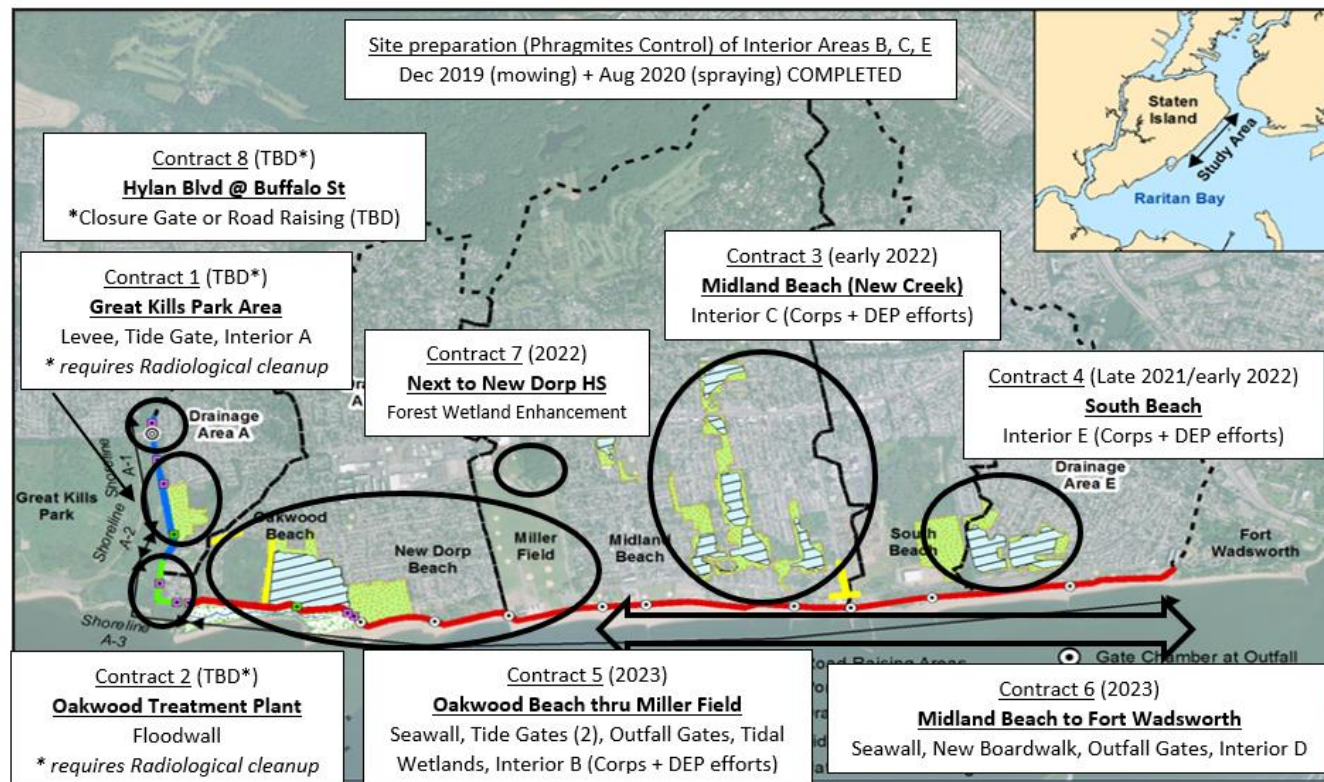 Site preparation (Phragmites Control) of Interior Areas B, C, E
Dec 2019 (mowing) + Aug 2020 (spraying) COMPLETED
Staten
Island
Study Area
Raritan Bay
Contract 8 (TBD*)
Hylan Blvd @ Buffalo St
*Closure Gate or Road Raising (TBD)
Contract 1 (TBD*)
Great Kills Park Area
Levee, Tide Gate, Interior A
* requires Radiological cleanup
Contract 7 (2022)
Next to New Dorp HS
Forest Wetland Enhancement
Contract 3 (early 2022)
Midland Beach (New Creek)
Interior C (Corps + DEP efforts)
Contract 4 (Late 2021/early 2022)
South Beach
Interior E (Corps + DEP efforts)
Drainage
Area A
Drainage
Area E
Great Kills
Park
Shoreline
A-1
Shoreline
A-2
Shoreline
A-3
Oakwood
Beach
New Dorp
Beach
Miller
Field
Midland
Beach
South
Beach
Fort
Wadsworth
Road Raising Areas
Gate Chamber at Outfall
Contract 2 (TBD*)
Oakwood Treatment Plant
Floodwall
* requires Radiological cleanup
Contract 5 (2023)
Oakwood Beach thru Miller Field
Seawall, Tide Gates (2), Outfall Gates, Tidal
Wetlands, Interior B (Corps + DEP efforts)
Contract 6 (2023)
Midland Beach to Fort Wadsworth
Seawall, New Boardwalk, Outfall Gates, Interior D